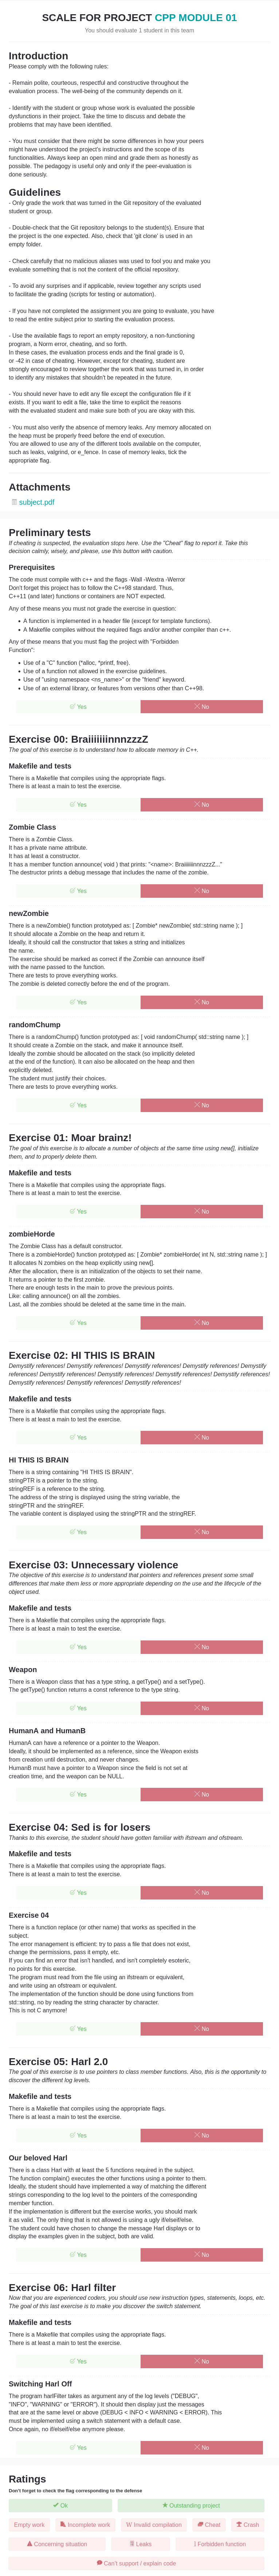 SCALE FOR PROJECT CPP MODULE 01
You should evaluate 1 student in this team
Introduction
Please comply with the following rules:
- Remain polite, courteous, respectful and constructive throughout the
evaluation process. The well-being of the community depends on it.
- Identify with the student or group whose work is evaluated the possible
dysfunctions in their project. Take the time to discuss and debate the
problems that may have been identified.
- You must consider that there might be some differences in how your peers
might have understood the project's instructions and the scope of its
functionalities. Always keep an open mind and grade them as honestly as
possible. The pedagogy is useful only and only if the peer-evaluation is
done seriously.
Guidelines
- Only grade the work that was turned in the Git repository of the evaluated
student or group.
- Double-check that the Git repository belongs to the student(s). Ensure that
the project is the one expected. Also, check that 'git clone' is used in an
empty folder.
- Check carefully that no malicious aliases was used to fool you and make you
evaluate something that is not the content of the official repository.
- To avoid any surprises and if applicable, review together any scripts used
to facilitate the grading (scripts for testing or automation).
- If you have not completed the assignment you are going to evaluate, you have
to read the entire subject prior to starting the evaluation process.
- Use the available flags to report an empty repository, a non-functioning
program, a Norm error, cheating, and so forth.
In these cases, the evaluation process ends and the final grade is 0,
or -42 in case of cheating. However, except for cheating, student are
strongly encouraged to review together the work that was turned in, in order
to identify any mistakes that shouldn't be repeated in the future.
- You should never have to edit any file except the configuration file if it
exists. If you want to edit a file, take the time to explicit the reasons
with the evaluated student and make sure both of you are okay with this.
- You must also verify the absence of memory leaks. Any memory allocated on
the heap must be properly freed before the end of execution.
You are allowed to use any of the different tools available on the computer,
such as leaks, valgrind, or e_fence. In case of memory leaks, tick the
appropriate flag.
Attachments
subject.pdf
Preliminary tests
If cheating is suspected, the evaluation stops here. Use the "Cheat" flag to report it. Take this
decision calmly, wisely, and please, use this button with caution.
Prerequisites
The code must compile with c++ and the flags -Wall -Wextra -Werror
Don't forget this project has to follow the C++98 standard. Thus,
C++11 (and later) functions or containers are NOT expected.
Any of these means you must not grade the exercise in question:
• A function is implemented in a header file (except for template functions).
• A Makefile compiles without the required flags and/or another compiler than c++.
Any of these means that you must flag the project with "Forbidden
Function":
• Use of a "C" function (*alloc, *printf, free).
• Use of a function not allowed in the exercise guidelines.
• Use of "using namespace <ns_name>" or the "friend" keyword.
• Use of an external library, or features from versions other than C++98.
Yes
No
Exercise 00: BraiiiiiiinnnzzzZ
The goal of this exercise is to understand how to allocate memory in C++.
Makefile and tests
There is a Makefile that compiles using the appropriate flags.
There is at least a main to test the exercise.
Yes
No
Zombie Class
There is a Zombie Class.
It has a private name attribute.
It has at least a constructor.
It has a member function announce( void ) that prints: "<name>: BraiiiiiiinnnzzzZ..."
The destructor prints a debug message that includes the name of the zombie.
Yes
No
newZombie
There is a newZombie() function prototyped as: [ Zombie* newZombie( std::string name ); ]
It should allocate a Zombie on the heap and return it.
Ideally, it should call the constructor that takes a string and initializes
the name.
The exercise should be marked as correct if the Zombie can announce itself
with the name passed to the function.
There are tests to prove everything works.
The zombie is deleted correctly before the end of the program.
Yes
No
randomChump
There is a randomChump() function prototyped as: [ void randomChump( std::string name ); ]
It should create a Zombie on the stack, and make it announce itself.
Ideally the zombie should be allocated on the stack (so implicitly deleted
at the end of the function). It can also be allocated on the heap and then
explicitly deleted.
The student must justify their choices.
There are tests to prove everything works.
Yes
No
Exercise 01: Moar brainz!
The goal of this exercise is to allocate a number of objects at the same time using new[], initialize
them, and to properly delete them.
Makefile and tests
There is a Makefile that compiles using the appropriate flags.
There is at least a main to test the exercise.
Yes
No
zombieHorde
The Zombie Class has a default constructor.
There is a zombieHorde() function prototyped as: [ Zombie* zombieHorde( int N, std::string name ); ]
It allocates N zombies on the heap explicitly using new[].
After the allocation, there is an initialization of the objects to set their name.
It returns a pointer to the first zombie.
There are enough tests in the main to prove the previous points.
Like: calling announce() on all the zombies.
Last, all the zombies should be deleted at the same time in the main.
Yes
No
Exercise 02: HI THIS IS BRAIN
Demystify references! Demystify references! Demystify references! Demystify references! Demystify
references! Demystify references! Demystify references! Demystify references! Demystify references!
Demystify references! Demystify references! Demystify references!
Makefile and tests
There is a Makefile that compiles using the appropriate flags.
There is at least a main to test the exercise.
Yes
No
HI THIS IS BRAIN
There is a string containing "HI THIS IS BRAIN".
stringPTR is a pointer to the string.
stringREF is a reference to the string.
The address of the string is displayed using the string variable, the
stringPTR and the stringREF.
The variable content is displayed using the stringPTR and the stringREF.
Yes
No
Exercise 03: Unnecessary violence
The objective of this exercise is to understand that pointers and references present some small
differences that make them less or more appropriate depending on the use and the lifecycle of the
object used.
Makefile and tests
There is a Makefile that compiles using the appropriate flags.
There is at least a main to test the exercise.
Yes
No
Weapon
There is a Weapon class that has a type string, a getType() and a setType().
The getType() function returns a const reference to the type string.
Yes
No
HumanA and HumanB
HumanA can have a reference or a pointer to the Weapon.
Ideally, it should be implemented as a reference, since the Weapon exists
from creation until destruction, and never changes.
HumanB must have a pointer to a Weapon since the field is not set at
creation time, and the weapon can be NULL.
Yes
No
Exercise 04: Sed is for losers
Thanks to this exercise, the student should have gotten familiar with ifstream and ofstream.
Makefile and tests
There is a Makefile that compiles using the appropriate flags.
There is at least a main to test the exercise.
Yes
No
Exercise 04
There is a function replace (or other name) that works as specified in the
subject.
The error management is efficient: try to pass a file that does not exist,
change the permissions, pass it empty, etc.
If you can find an error that isn't handled, and isn't completely esoteric,
no points for this exercise.
The program must read from the file using an ifstream or equivalent,
and write using an ofstream or equivalent.
The implementation of the function should be done using functions from
std::string, no by reading the string character by character.
This is not C anymore!
Yes
No
Exercise 05: Harl 2.0
The goal of this exercise is to use pointers to class member functions. Also, this is the opportunity to
discover the different log levels.
Makefile and tests
There is a Makefile that compiles using the appropriate flags.
There is at least a main to test the exercise.
Yes
No
Our beloved Harl
There is a class Harl with at least the 5 functions required in the subject.
The function complain() executes the other functions using a pointer to them.
Ideally, the student should have implemented a way of matching the different
strings corresponding to the log level to the pointers of the corresponding
member function.
If the implementation is different but the exercise works, you should mark
it as valid. The only thing that is not allowed is using a ugly if/elseif/else.
The student could have chosen to change the message Harl displays or to
display the examples given in the subject, both are valid.
Yes
No
Exercise 06: Harl filter
Now that you are experienced coders, you should use new instruction types, statements, loops, etc.
The goal of this last exercise is to make you discover the switch statement.
Makefile and tests
There is a Makefile that compiles using the appropriate flags.
There is at least a main to test the exercise.
Yes
No
Switching Harl Off
The program harlFilter takes as argument any of the log levels ("DEBUG",
"INFO", "WARNING" or "ERROR"). It should then display just the messages
that are at the same level or above (DEBUG < INFO < WARNING < ERROR). This
must be implemented using a switch statement with a default case.
Once again, no if/elseif/else anymore please.
Yes
No
Ratings
Don't forget to check the flag corresponding to the defense
Ok
Outstanding project
Empty work
Incomplete work
Invalid compilation
Cheat
Crash
Concerning situation
Leaks
Forbidden function
Can't support / explain code